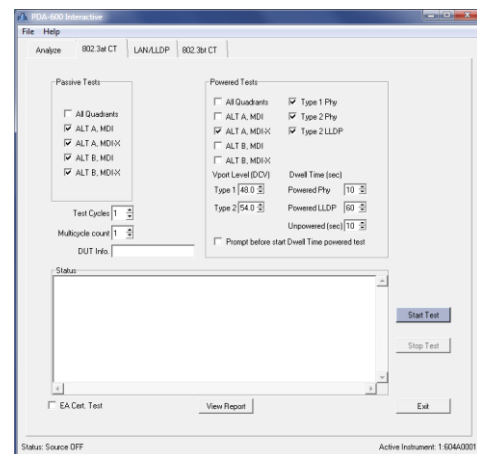 PDA-600 Interactive
File Help
Analyze 802.3at CT LAN/LLDP 802.3bt CT
Passive Tests
All Quadrants
ALT A, MDI
ALT A, MDI-X
ALT B, MDI
ALT B, MDI-X
Test Cycles 1
Multicycle count 1
DUT Info.
Powered Tests
All Quadrants Type 1 Phy
ALT A, MDI Type 2 Phy
ALT A, MDI-X Type 2 LLDP
ALT B, MDI
ALT B, MDI-X
Vport Level (DCV) Dwell Time (sec)
Type 1 48.0 Powered Phy 10
Type 2 54.0 Powered LLDP 60
Unpowered (sec) 10
Prompt before start Dwell Time powered test
Status
Start Test
Stop Test
EA Cert. Test View Report Exit
Status: Source OFF Active Instrument: 1:604A0001